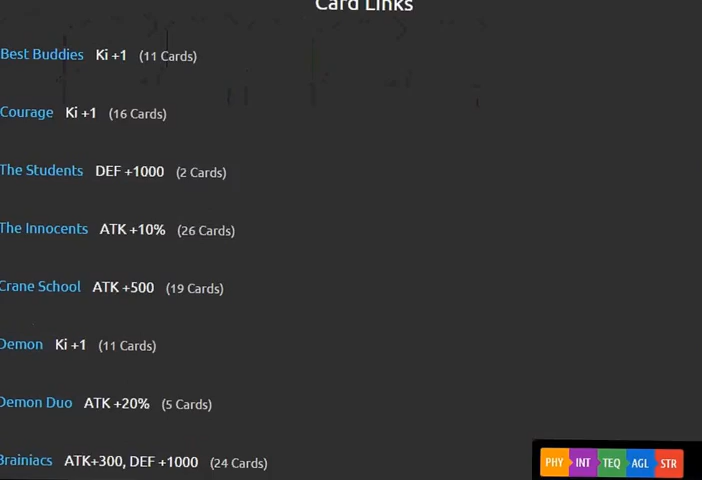 Card Links
Best Buddies Ki +1 (11 Cards)
Courage Ki +1 (16 Cards)
The Students DEF +1000 (2 Cards)
The Innocents ATK +10% (26 Cards)
Crane School ATK +500 (19 Cards)
Demon Ki +1 (11 Cards)
Demon Duo ATK +20% (5 Cards)
Brainiacs ATK+300, DEF +1000 (24 Cards)
PHY INT TEQ AGL STR